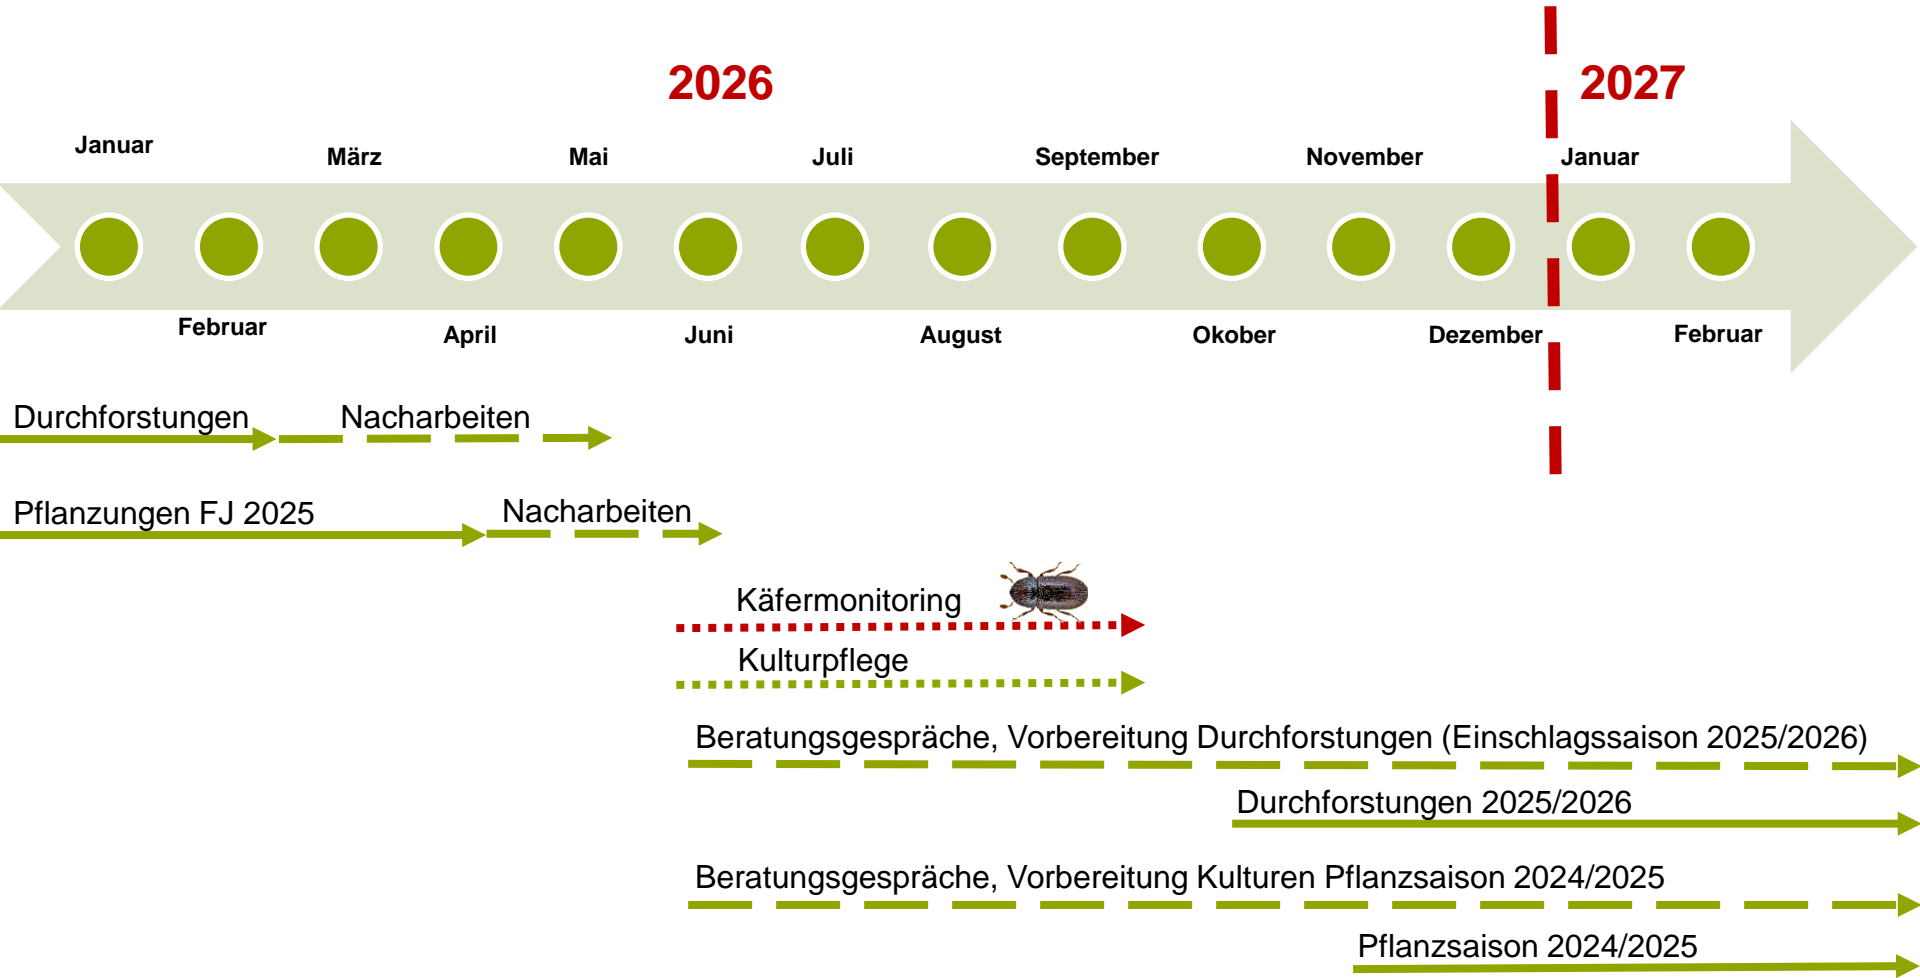 2026
2027
Januar
März
Mai
Juli
September
November
Januar
Februar
April
Juni
August
Okober
Dezember
Februar
Durchforstungen
Nacharbeiten
Pflanzungen FJ 2025
Nacharbeiten
Käfermonitoring
Kulturpflege
Beratungsgespräche, Vorbereitung Durchforstungen (Einschlagssaison 2025/2026)
Durchforstungen 2025/2026
Beratungsgespräche, Vorbereitung Kulturen Pflanzsaison 2024/2025
Pflanzsaison 2024/2025